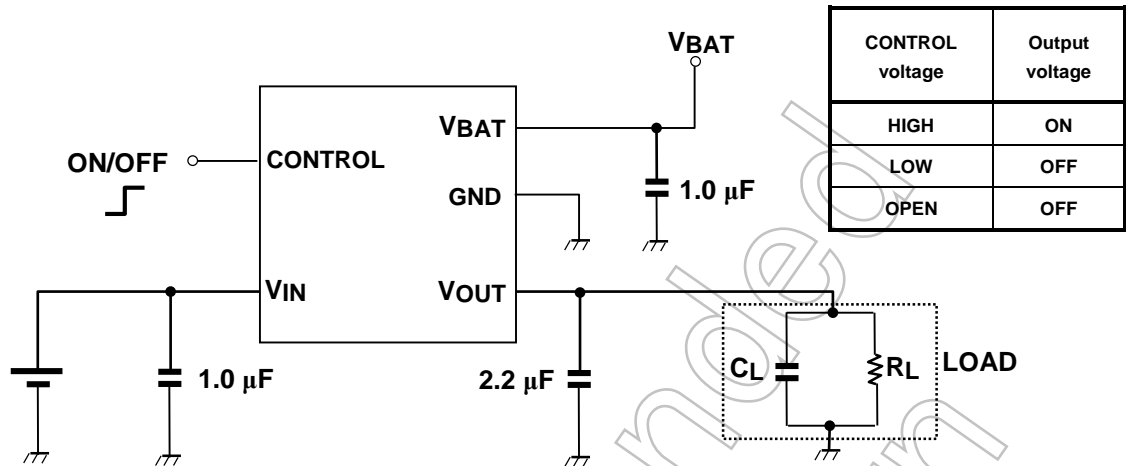 VBAT
CONTROL voltage
Output voltage
HIGH
ON
LOW
OFF
OPEN
OFF
ON/OFF
CONTROL
VBAT
GND
1.0 µF
VIN
VOUT
1.0 µF
2.2 µF
CL
RL
LOAD